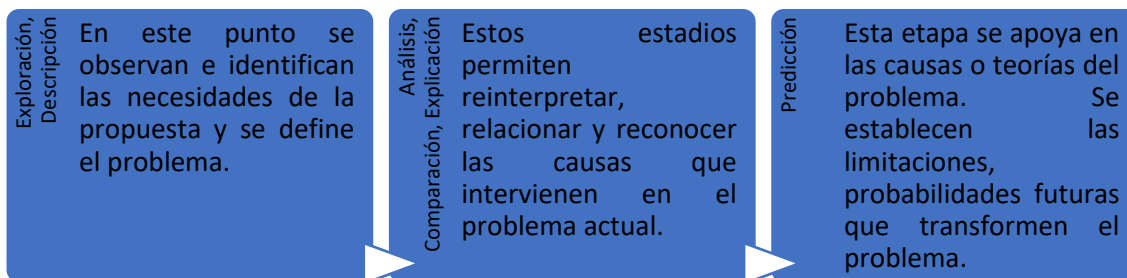 Exploración,
Descripción
En este punto se
observan e identifican
las necesidades de la
propuesta y se define
el problema.
Análisis,
Comparación, Explicación
Estos estadios
permiten
reinterpretar,
relacionar y reconocer
las causas que
intervienen en el
problema actual.
Predicción
Esta etapa se apoya en
las causas o teorías del
problema. Se
establecen las
limitaciones,
probabilidades futuras
que transformen el
problema.